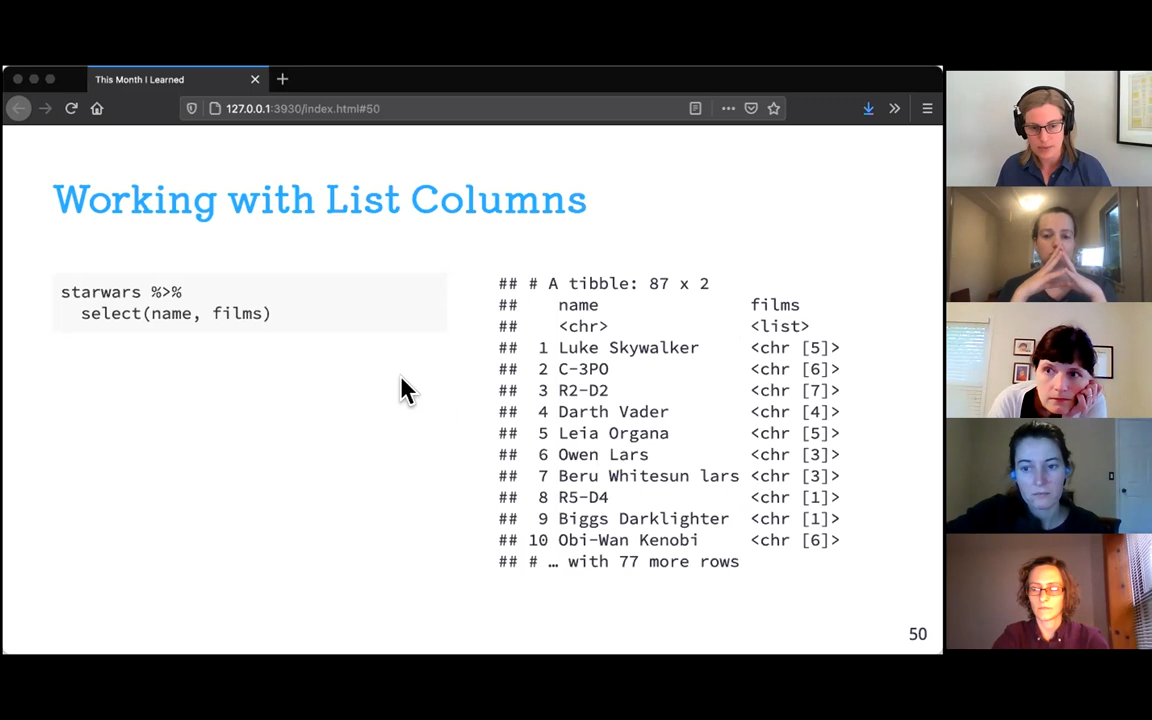 This Month I Learned
127.0.0.1:3930/index.html#50
Working with List Columns
starwars %>%
  select(name, films)
## # A tibble: 87 x 2
##    name               films
##    <chr>              <list>
##  1 Luke Skywalker     <chr [5]>
##  2 C-3PO              <chr [6]>
##  3 R2-D2              <chr [7]>
##  4 Darth Vader        <chr [4]>
##  5 Leia Organa        <chr [5]>
##  6 Owen Lars          <chr [3]>
##  7 Beru Whitesun lars <chr [3]>
##  8 R5-D4              <chr [1]>
##  9 Biggs Darklighter  <chr [1]>
## 10 Obi-Wan Kenobi     <chr [6]>
## # … with 77 more rows
50